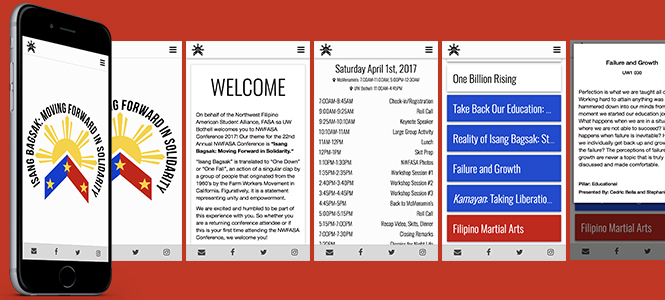 ISANG BAGSAK: MOVING FORWARD IN SOLIDARITY
MOVING FORWARD IN SOLIDARITY
WELCOME
On behalf of the Northwest Filipino
American Student Alliance, FASA sa UW
Bothell welcomes you to NWFASA
Conference 2017! Our theme for the 22nd
Annual NWFASA Conference is "Isang
Bagsak: Moving Forward in Solidarity."
"Isang Bagsak" is translated to "One Down"
or "One Fall", an action of a singular clap by
a group of people that originated from the
1960's by the Farm Workers Movement in
California. Figuratively, it is a statement
representing unity and empowerment.
We are excited and humbled to be part of
this experience with you. So whether you
are a returning conference attendee or if
this is your first time attending the NWFASA
Conference, we welcome you!
Saturday April 1st, 2017
McMenamin's: 7:00AM-11:00AM; 5:00PM-12:30AM
UW Bothell: 11:00AM-4:45PM
7:00AM-8:45AM Check-in/Registration
9:00AM-9:25AM Roll Call
9:25AM-10:10AM Keynote Speaker
10:10AM-11AM Large Group Activity
11AM-12PM Lunch
12PM-1PM Skit Prep
1:10PM-1:30PM NWFASA Photos
1:35PM-2:35PM Workshop Session #1
2:35PM-3:45PM Workshop Session #2
3:45PM-4:45PM Workshop Session #3
4:45PM-5PM Back to McMenamin's
5:00PM-5:15PM Roll Call
5:15PM-7:00PM Recap Video, Skits, Dinner
5:15PM-7:30PM Closing Remarks
One Billion Rising
Take Back Our Education: ...
Reality of Isang Bagsak: St...
Failure and Growth
Kamayan: Taking Liberatio...
Filipino Martial Arts
Failure and Growth
UW1 030
Perfection is what we are taught all o
Working hard to attain anything was
hammered down into our minds from
moment we started our education jo
What happens when we are in a situa
where we are not able to succeed?
happens when failure is inevitable? H
we individually get back up and grow
the failure? The perceptions of failure
growth are never a topic that is truly
discussed and made comfortable.
Pillar: Educational
Presented By: Cedric Bella and Stephanie
Filipino Martial Arts